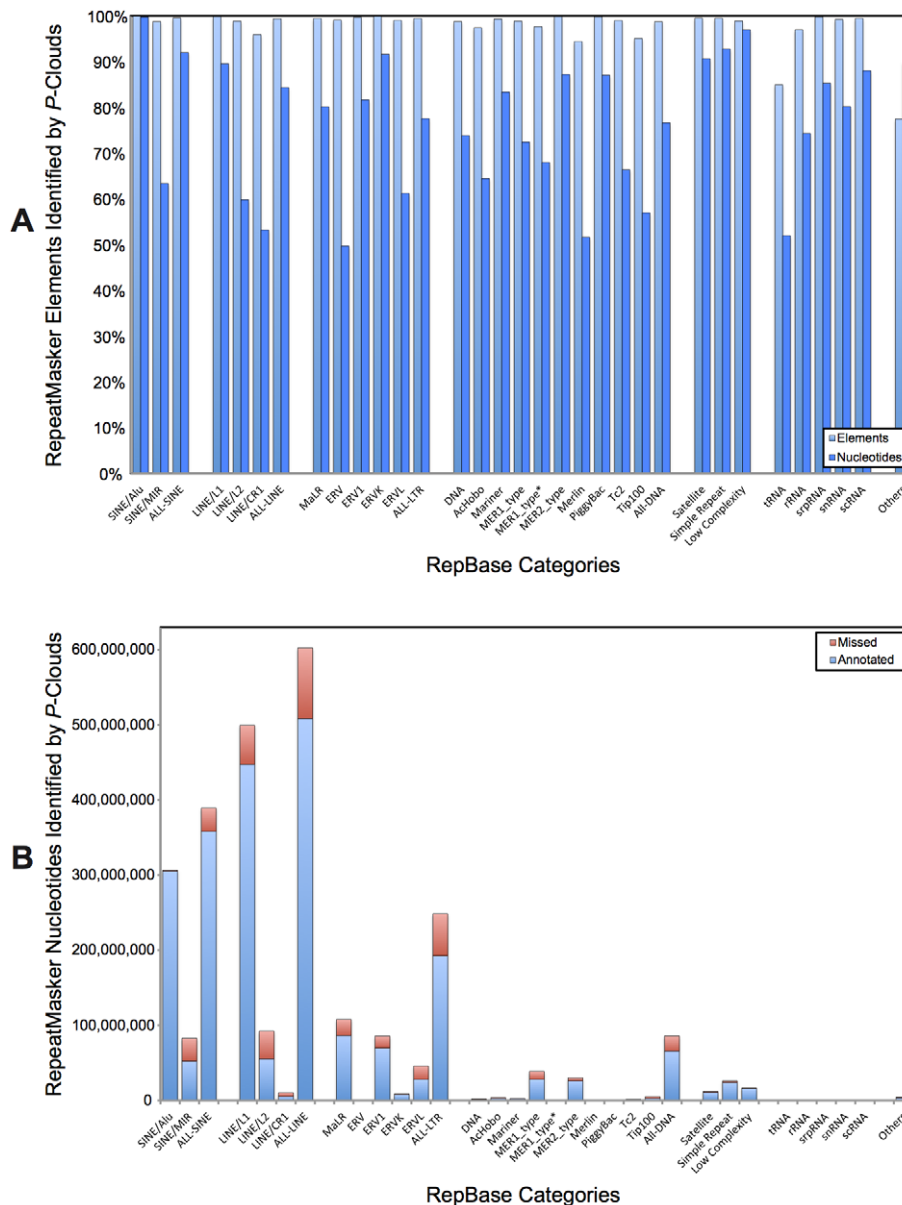 A
RepeatMasker Elements Identified by P-Clouds
100%
90%
80%
70%
60%
50%
40%
30%
20%
10%
0%
Elements
Nucleotides
SINE/Alu
SINE/MIR
ALL-SINE
LINE/L1
LINE/L2
LINE/CR1
ALL-LINE
MaLR
ERV
ERV1
ERVK
ERVL
ALL-LTR
DNA
AcHobo
Mariner
MER1_type
MER1_type*
MER2_type
Merlin
PiggyBac
Tc2
Tip100
All-DNA
Satellite
Simple Repeat
Low Complexity
tRNA
rRNA
srpRNA
snRNA
scRNA
Others
RepBase Categories
B
RepeatMasker Nucleotides Identified by P-Clouds
600,000,000
500,000,000
400,000,000
300,000,000
200,000,000
100,000,000
0
Missed
Annotated
SINE/Alu
SINE/MIR
ALL-SINE
LINE/L1
LINE/L2
LINE/CR1
ALL-LINE
MaLR
ERV
ERV1
ERVK
ERVL
ALL-LTR
DNA
AcHobo
Mariner
MER1_type
MER1_type*
MER2_type
Merlin
PiggyBac
Tc2
Tip100
All-DNA
Satellite
Simple Repeat
Low Complexity
tRNA
rRNA
srpRNA
snRNA
scRNA
Others
RepBase Categories